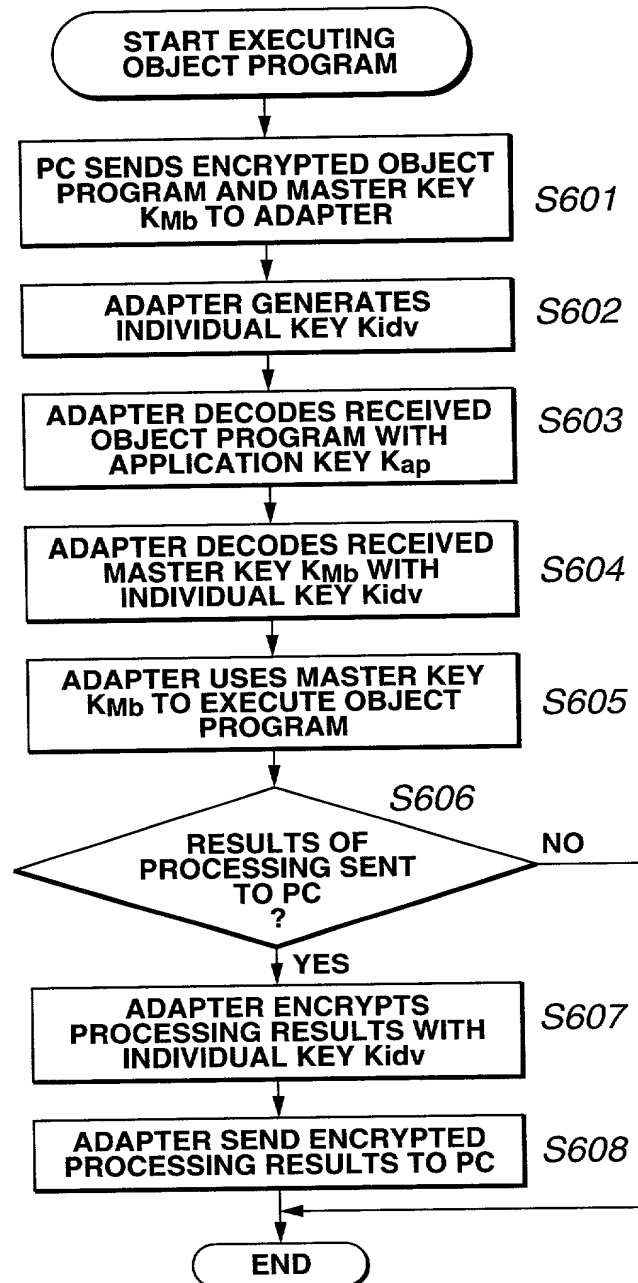 START EXECUTING
OBJECT PROGRAM
PC SENDS ENCRYPTED OBJECT
PROGRAM AND MASTER KEY
KMb TO ADAPTER
S601
ADAPTER GENERATES
INDIVIDUAL KEY Kidv
S602
ADAPTER DECODES RECEIVED
OBJECT PROGRAM WITH
APPLICATION KEY Kap
S603
ADAPTER DECODES RECEIVED
MASTER KEY KMb WITH
INDIVIDUAL KEY Kidv
S604
ADAPTER USES MASTER KEY
KMb TO EXECUTE OBJECT
PROGRAM
S605
S606
RESULTS OF
PROCESSING SENT
TO PC
?
NO
YES
ADAPTER ENCRYPTS
PROCESSING RESULTS WITH
INDIVIDUAL KEY Kidv
S607
ADAPTER SEND ENCRYPTED
PROCESSING RESULTS TO PC
S608
END